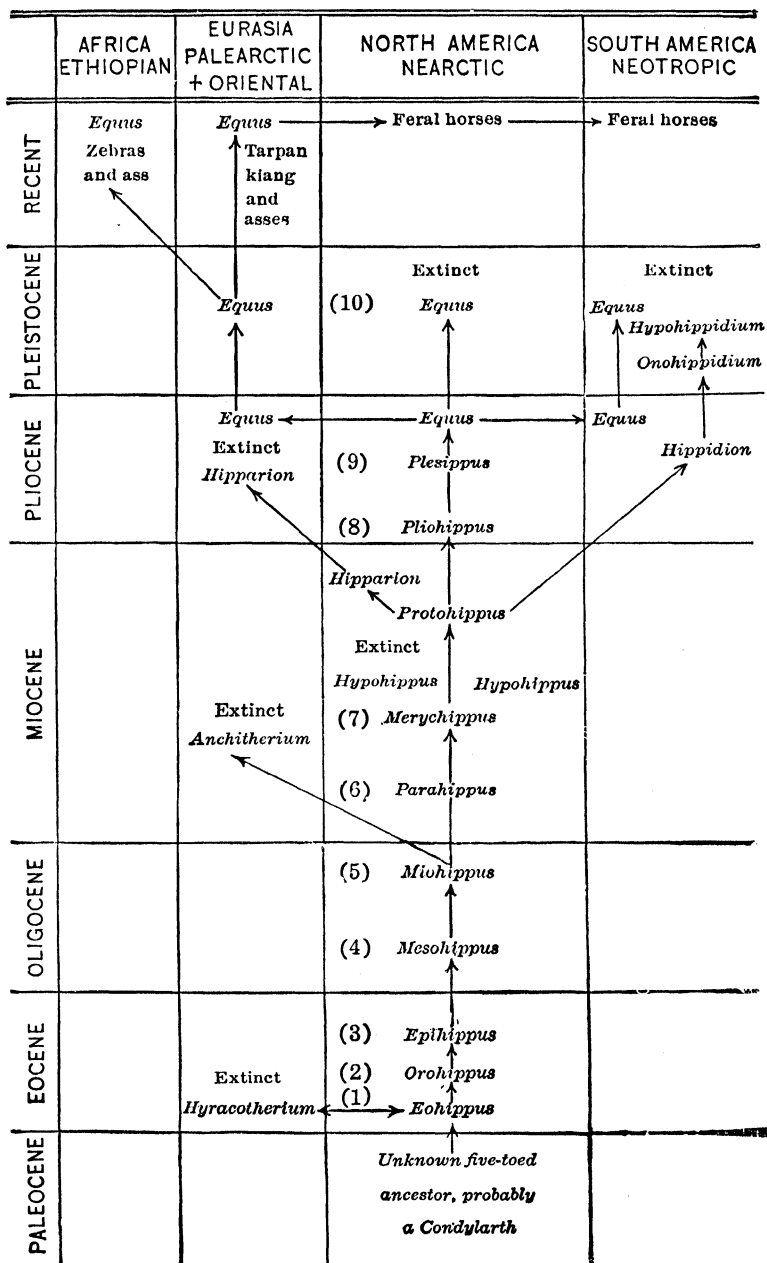 AFRICA
ETHIOPIAN
EURASIA
PALEARCTIC
+ ORIENTAL
NORTH AMERICA
NEARCTIC
SOUTH AMERICA
NEOTROPIC
RECENT
Equus
Zebras
and ass
Equus
Tarpan
kiang
and
asses
Feral horses
Feral horses
PLEISTOCENE
Equus
Extinct
(10) Equus
Extinct
Equus
Hypohippidium
Onohippidium
PLIOCENE
Equus
Extinct
Hipparion
Equus
(9) Plesippus
(8) Pliohippus
Equus
Hippidion
MIOCENE
Extinct
Anchitherium
Hipparion
Protohippus
Extinct
Hypohippus Hypohippus
(7) Merychippus
(6) Parahippus
OLIGOCENE
(5) Miohippus
(4) Mesohippus
EOCENE
Extinct
Hyracotherium
(3) Epihippus
(2) Orohippus
(1) Eohippus
PALEOCENE
Unknown five-toed
ancestor, probably
a Condylarth